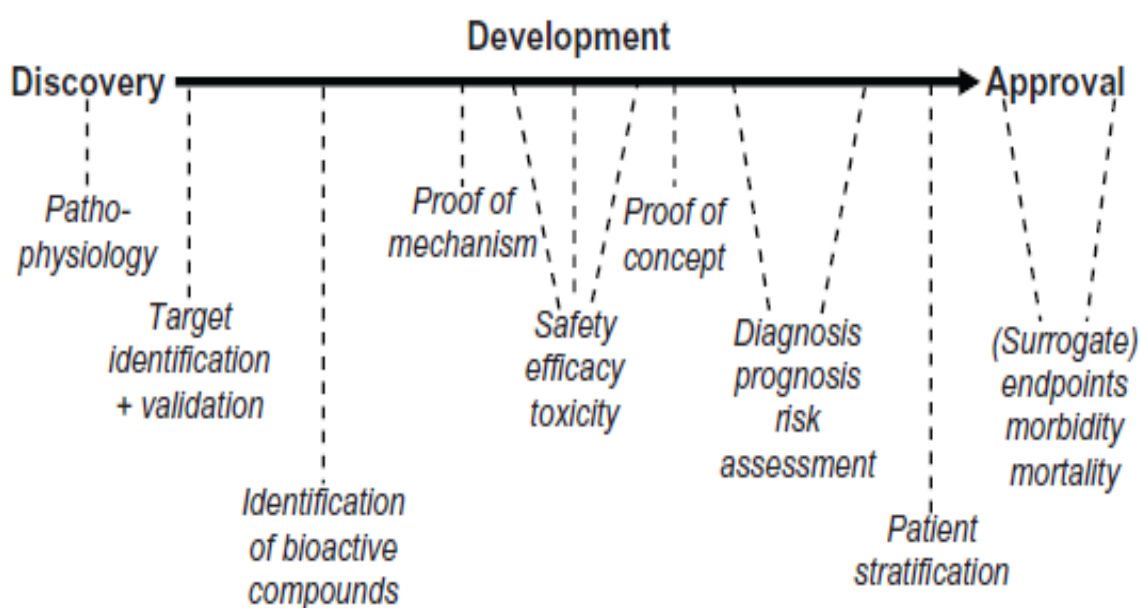 Development
Discovery
Approval
Patho-
physiology
Target
identification
+ validation
Identification
of bioactive
compounds
Proof of
mechanism
Safety
efficacy
toxicity
Proof of
concept
Diagnosis
prognosis
risk
assessment
Patient
stratification
(Surrogate)
endpoints
morbidity
mortality